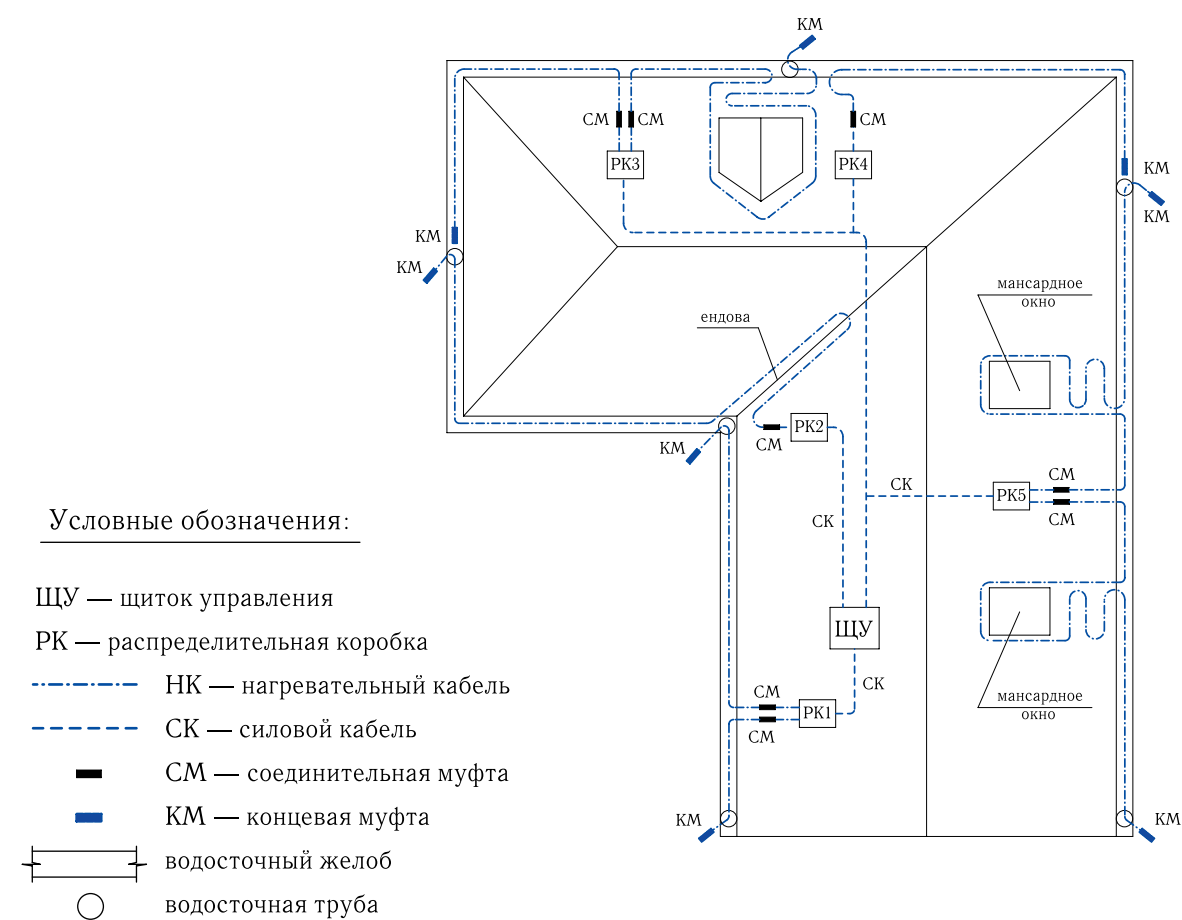 КМ
СМ
СМ
СМ
РК3
РК4
КМ
КМ
КМ
КМ
мансардное
окно
ендова
РК2
СМ
КМ
СМ
СК
РК5
СМ
СК
Условные обозначения:
ЩУ — щиток управления
РК — распределительная коробка
НК — нагревательный кабель
СК — силовой кабель
СМ — соединительная муфта
КМ — концевая муфта
водосточный желоб
водосточная труба
ЩУ
СК
СМ
РК1
СМ
мансардное
окно
КМ
КМ